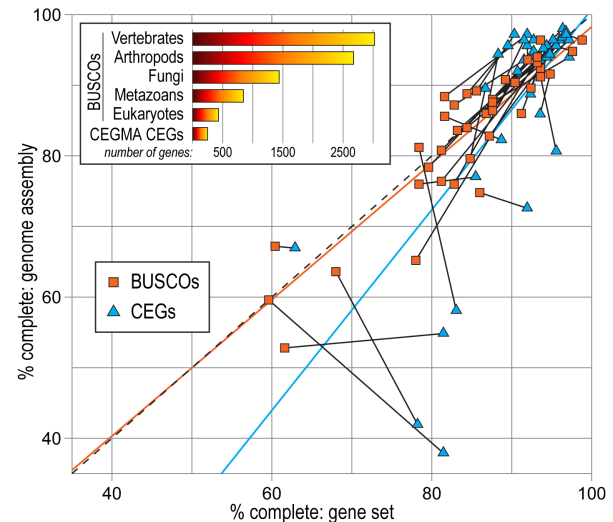 100
80
60
40
% complete: genome assembly
BUSCOs
Vertebrates
Arthropods
Fungi
Metazoans
Eukaryotes
CEGMA CEGs
number of genes: 500 1500 2500
BUSCOs
CEGs
40 60 80 100
% complete: gene set